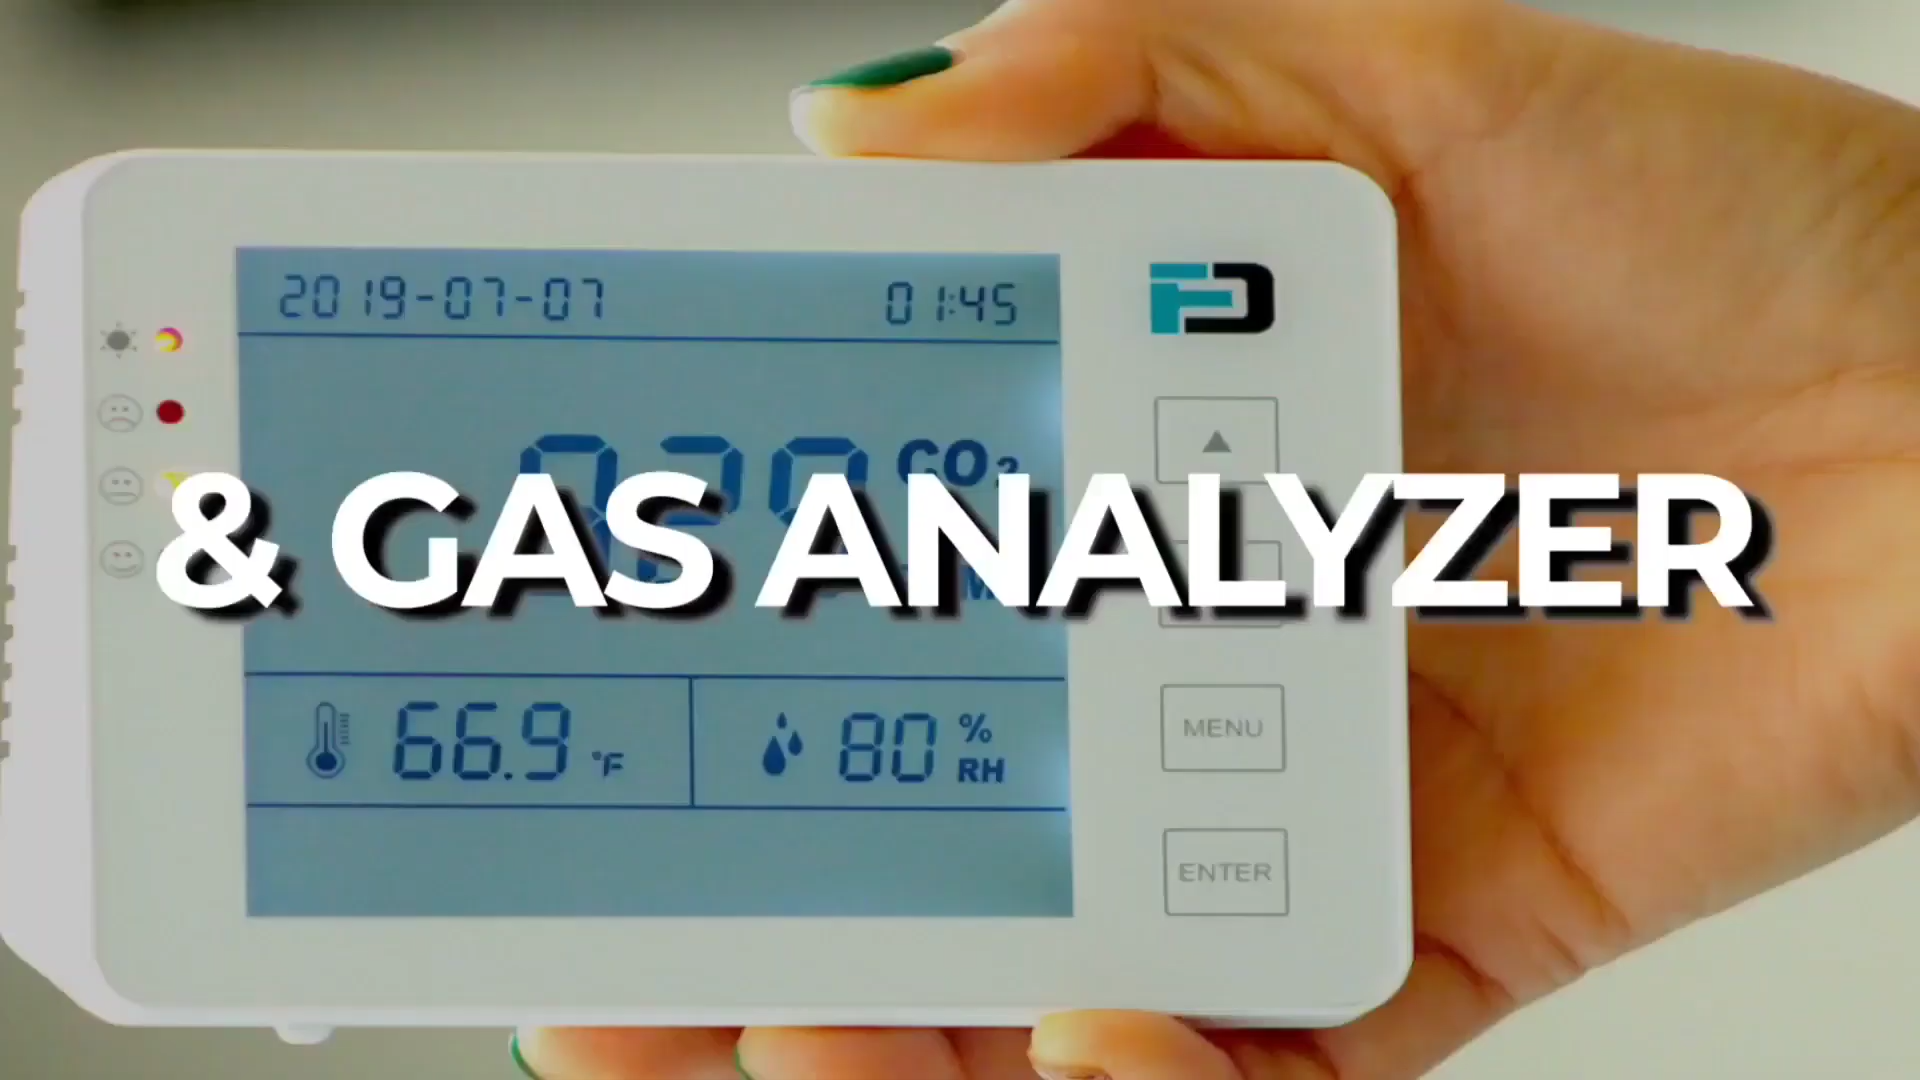 2019-07-07 01:45
CO₂
& GAS ANALYZER
66.9 °F 80 % RH
MENU
ENTER